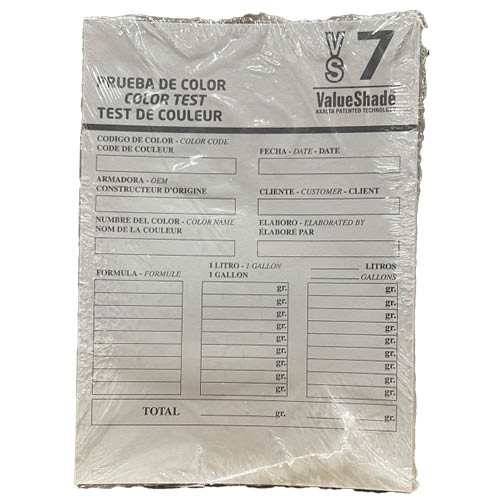 VS 7
ValueShade
AXALTA PATENTED TECHNOLOGY
PRUEBA DE COLOR
COLOR TEST
TEST DE COULEUR
CODIGO DE COLOR - COLOR CODE
CODE DE COULEUR
FECHA - DATE - DATE
ARMADORA - OEM
CONSTRUCTEUR D'ORIGINE
CLIENTE - CUSTOMER - CLIENT
NUMBRE DEL COLOR - COLOR NAME
NOM DE LA COULEUR
ELABORO - ELABORATED BY
ÉLABORÉ PAR
FORMULA - FORMULE
1 LITRO - 1 GALLON
1 GALLON
LITROS
GALLONS
gr. gr.
gr. gr.
gr. gr.
gr. gr.
gr. gr.
gr. gr.
gr. gr.
gr. gr.
gr. gr.
TOTAL gr. gr.